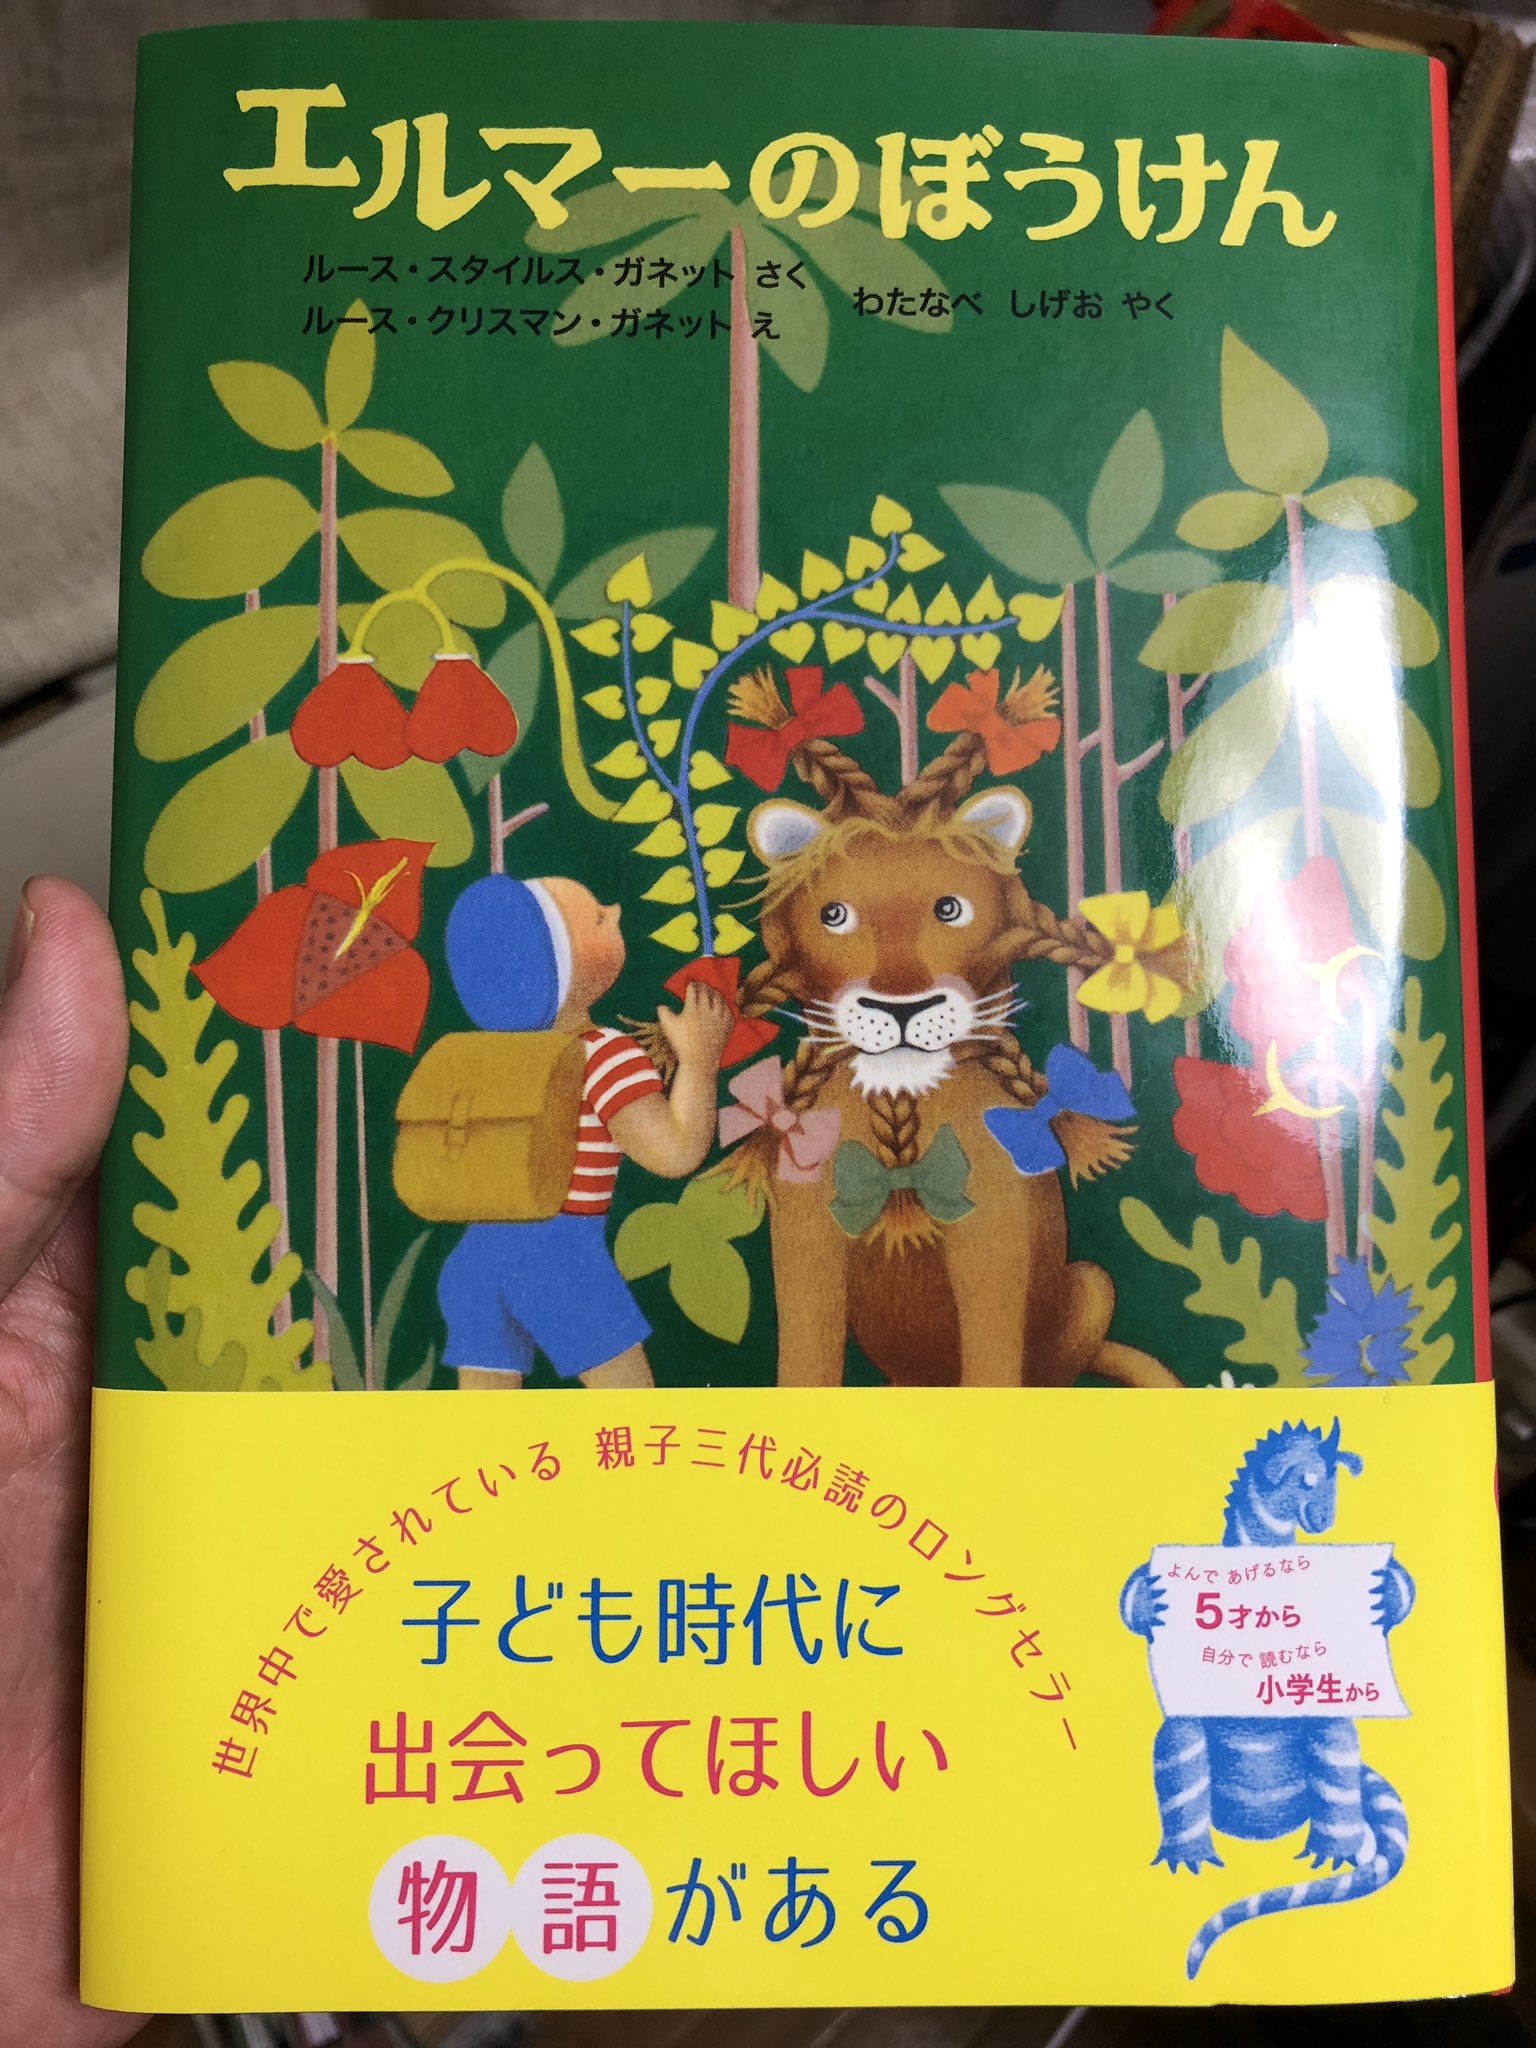 エルマーのぼうけん
ルース・スタイルス・ガネット さく
ルース・クリスマン・ガネット え
わたなべ しげお やく
世界中で愛されている 親子三代必読のロングセラー
子ども時代に
出会ってほしい
物語がある
よんで あげるなら
5才から
自分で 読むなら
小学生から